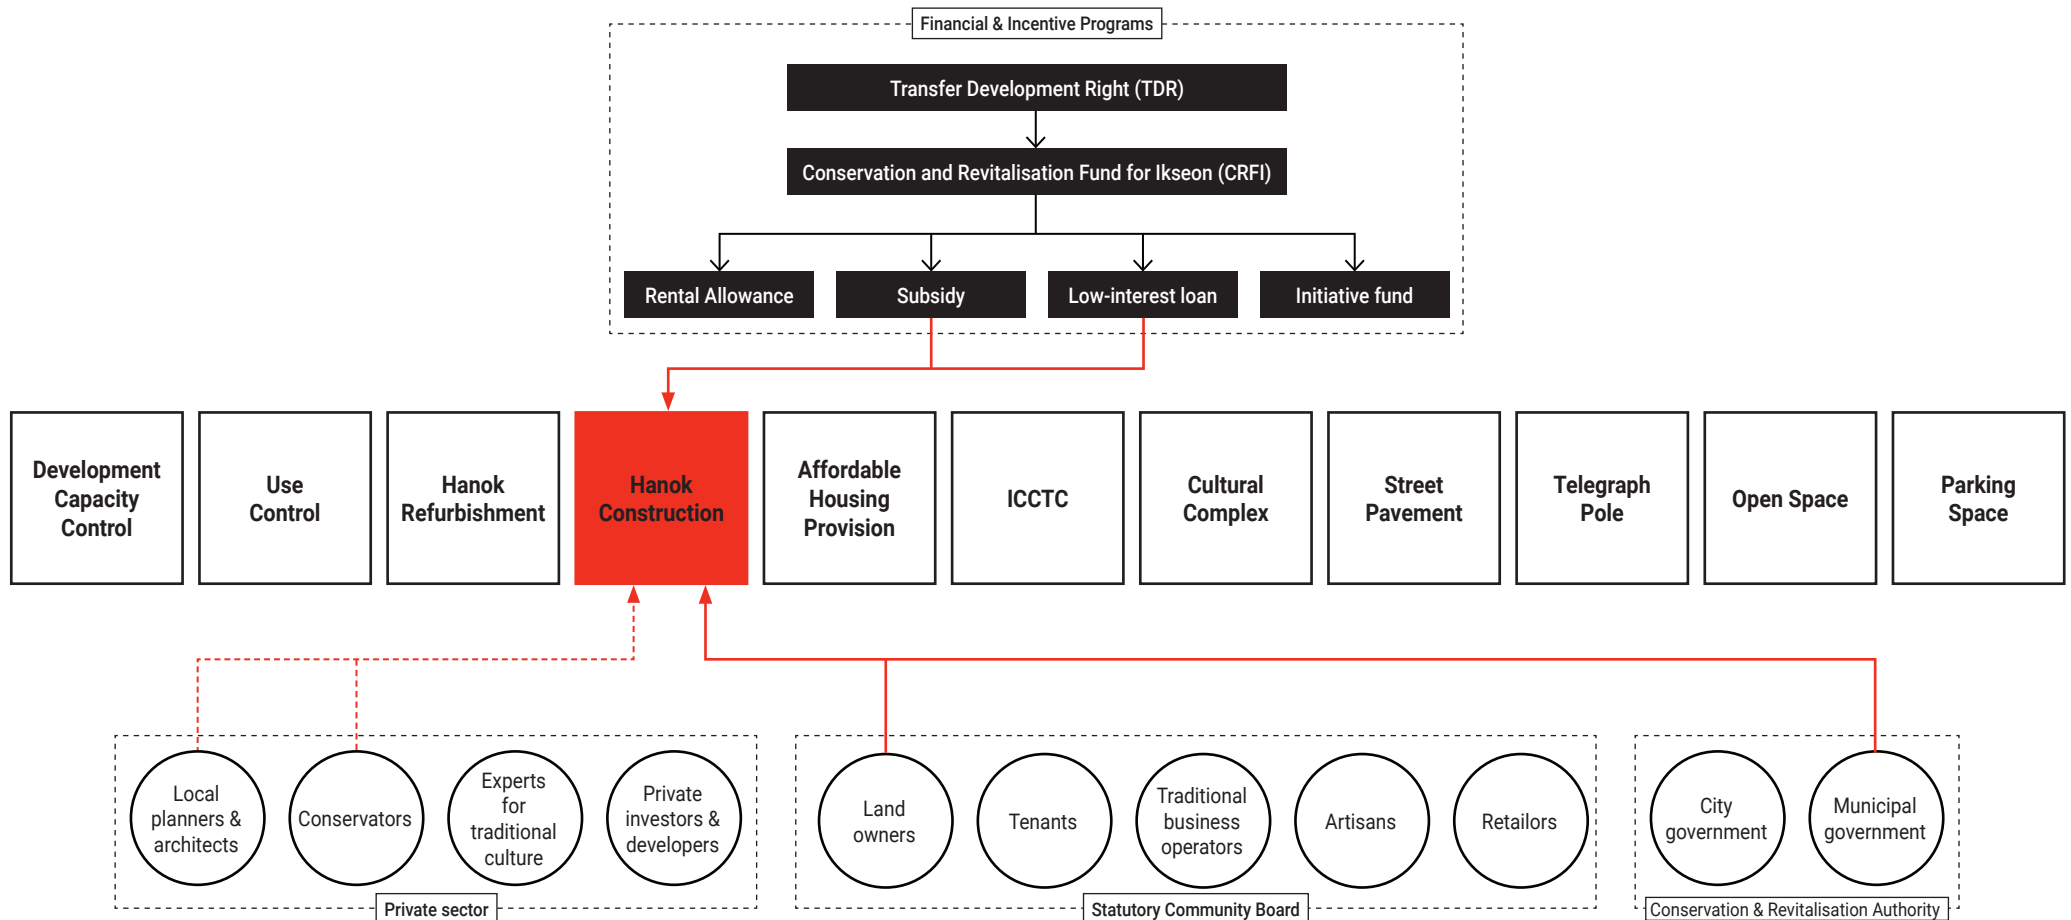 Financial & Incentive Programs
Transfer Development Right (TDR)
Conservation and Revitalisation Fund for Ikseon (CRFI)
Rental Allowance
Subsidy
Low-interest loan
Initiative fund
Development
Capacity
Control
Use
Control
Hanok
Refurbishment
Hanok
Construction
Affordable
Housing
Provision
ICCTC
Cultural
Complex
Street
Pavement
Telegraph
Pole
Open Space
Parking
Space
Local
planners &
architects
Conservators
Experts
for
traditional
culture
Private
investors &
developers
Private sector
Land
owners
Tenants
Traditional
business
operators
Artisans
Retailors
Statutory Community Board
City
government
Municipal
government
Conservation & Revitalisation Authority